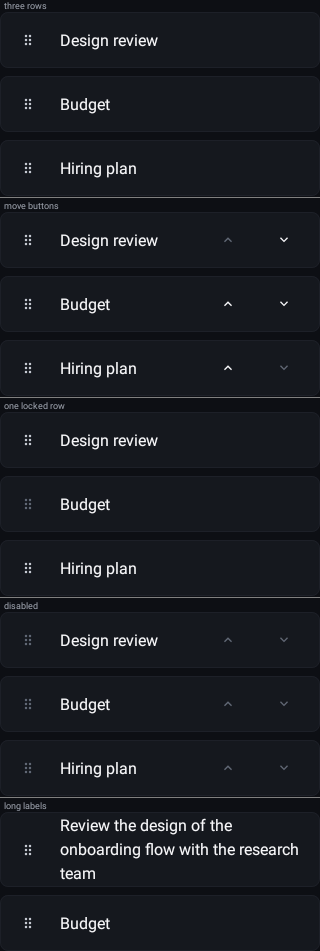 three rows
Design review
Budget
Hiring plan
move buttons
Design review
Budget
Hiring plan
one locked row
Design review
Budget
Hiring plan
disabled
Design review
Budget
Hiring plan
long labels
Review the design of the
onboarding flow with the research
team
Budget